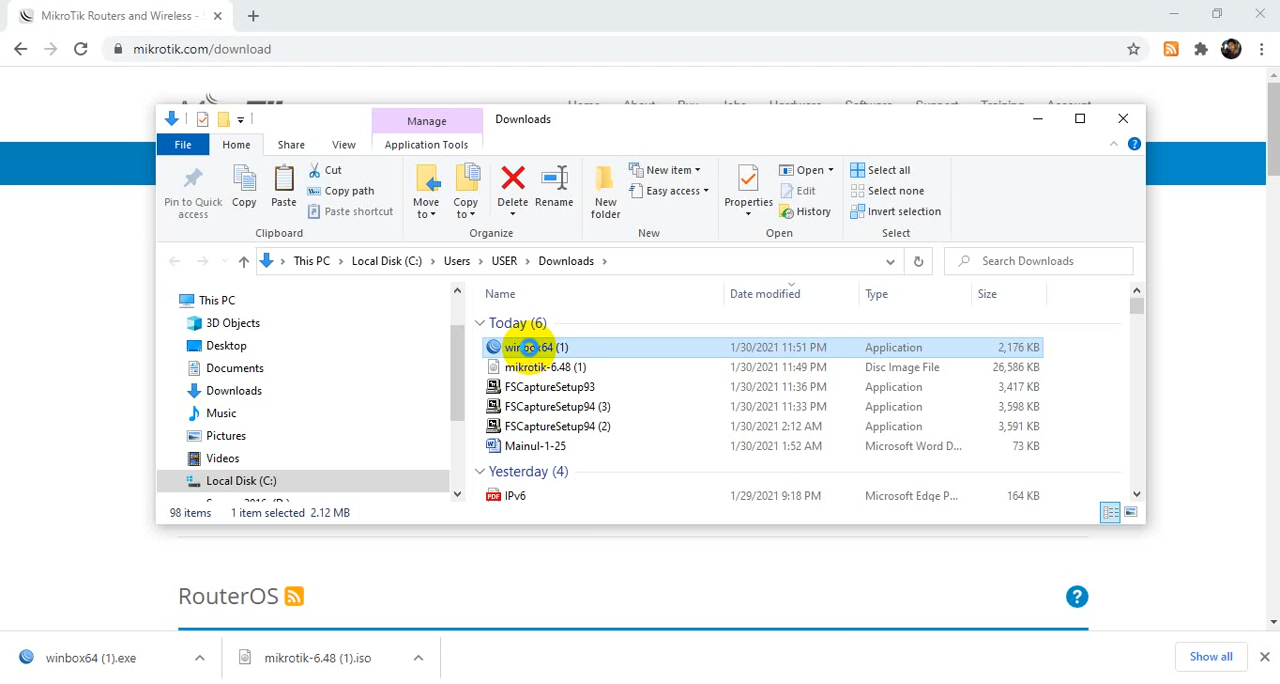 MikroTik Routers and Wireless -
mikrotik.com/download
Manage
Downloads
File
Home
Share
View
Application Tools
Pin to Quick access
Copy
Paste
Cut
Copy path
Paste shortcut
Clipboard
Move to
Copy to
Delete
Rename
Organize
New folder
New item
Easy access
New
Properties
Open
Edit
History
Open
Select all
Select none
Invert selection
Select
This PC > Local Disk (C:) > Users > USER > Downloads >
Search Downloads
This PC
3D Objects
Desktop
Documents
Downloads
Music
Pictures
Videos
Local Disk (C:)
Name Date modified Type Size
Today (6)
winbox64 (1) 1/30/2021 11:51 PM Application 2,176 KB
mikrotik-6.48 (1) 1/30/2021 11:49 PM Disc Image File 26,586 KB
FSCaptureSetup93 1/30/2021 11:36 PM Application 3,417 KB
FSCaptureSetup94 (3) 1/30/2021 11:33 PM Application 3,598 KB
FSCaptureSetup94 (2) 1/30/2021 2:12 AM Application 3,591 KB
Mainul-1-25 1/30/2021 1:52 AM Microsoft Word D... 73 KB
Yesterday (4)
PDF IPv6 1/29/2021 9:18 PM Microsoft Edge P... 164 KB
98 items 1 item selected 2.12 MB
RouterOS
?
winbox64 (1).exe
mikrotik-6.48 (1).iso
Show all